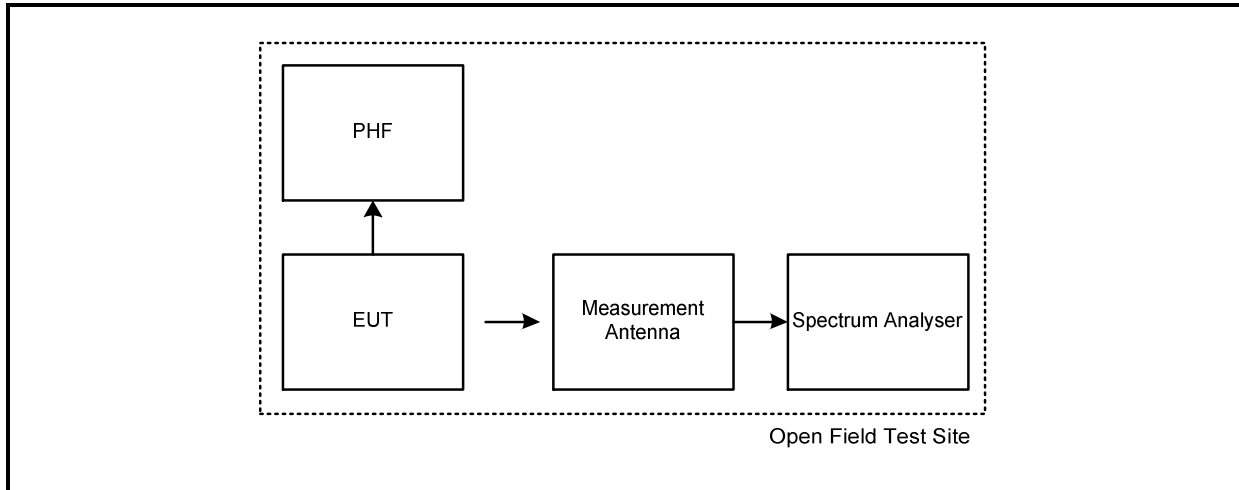 PHF
EUT
Measurement
Antenna
Spectrum Analyser
Open Field Test Site